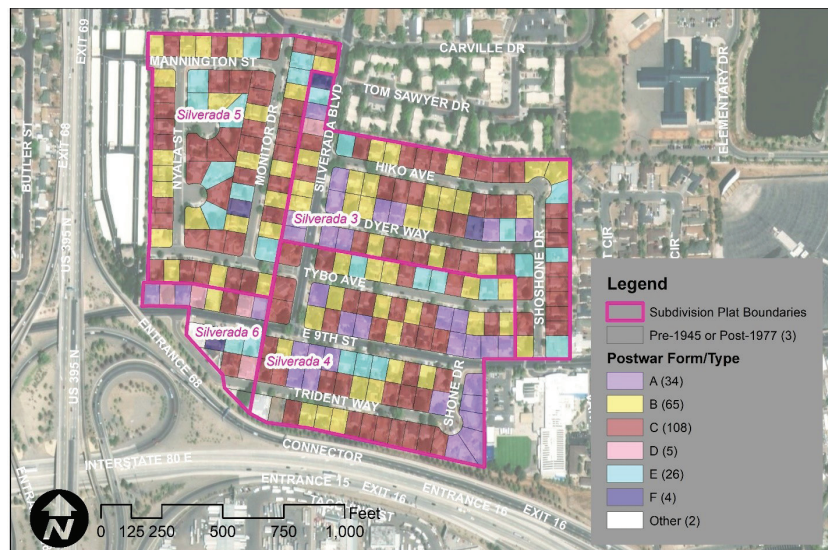 EXIT 69
CARVILLE DR
MANNINGTON ST
TOM SAWYER DR
ELEMENTARY DR
BUTLER ST
EXIT 68
Silverada 5
SILVERADA BLVD
MONITOR DR
NYALA ST
HIKO AVE
US 395 N
Silverada 3
DYER WAY
SHOSHONE DR
CIR
TYBO AVE
ENTRANCE 68
Silverada 6
E 9TH ST
Silverada 4
US 395 N
TRIDENT WAY
SHONE DR
CONNECTOR
INTERSTATE 80 E
ENTRANCE 15
EXIT 16
ENTRANCE 16
EXIT 16
N
0 125 250 500 750 1,000
Feet
Legend
Subdivision Plat Boundaries
Pre-1945 or Post-1977 (3)
Postwar Form/Type
A (34)
B (65)
C (108)
D (5)
E (26)
F (4)
Other (2)